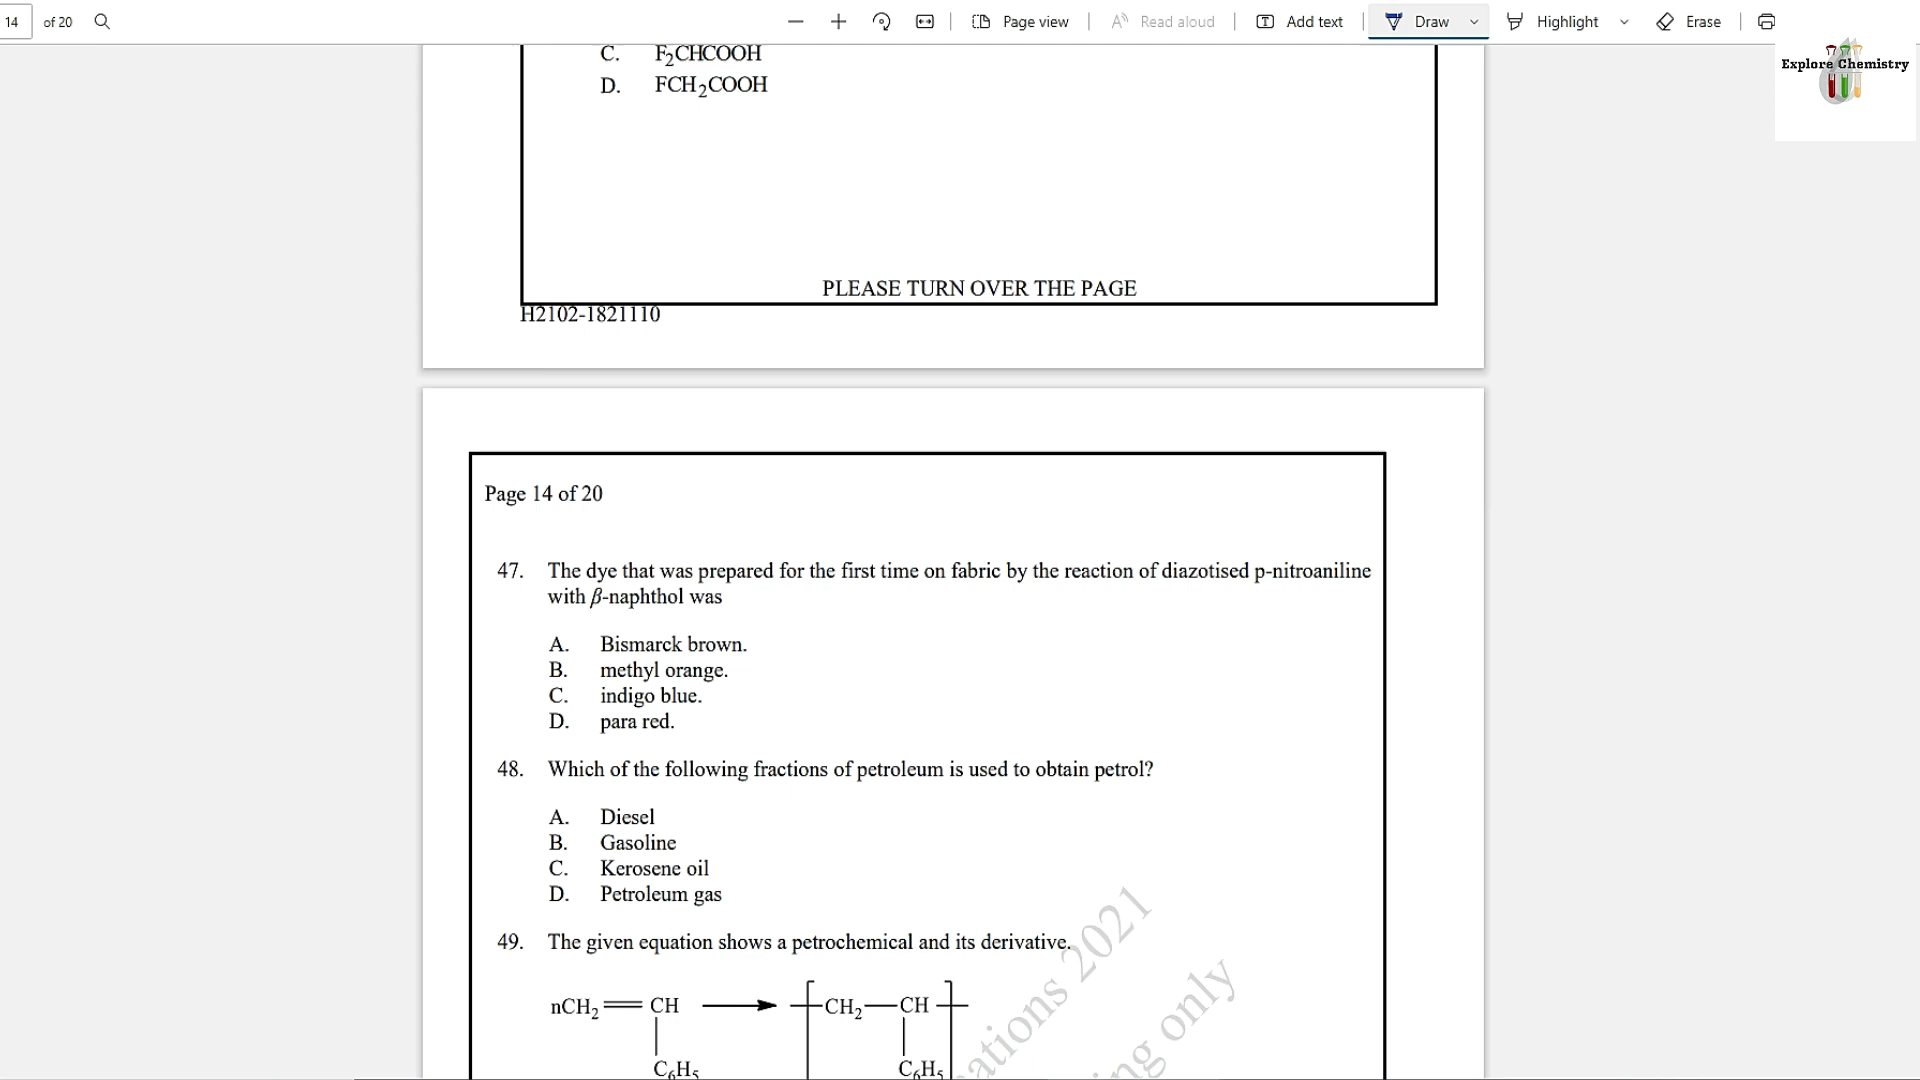 14 of 20 Page view Read aloud Add text Draw Highlight Erase
Explore Chemistry
C. F₂CHCOOH
D. FCH₂COOH
PLEASE TURN OVER THE PAGE
H2102-1821110
Page 14 of 20
47. The dye that was prepared for the first time on fabric by the reaction of diazotised p-nitroaniline
with β-naphthol was
A. Bismarck brown.
B. methyl orange.
C. indigo blue.
D. para red.
48. Which of the following fractions of petroleum is used to obtain petrol?
A. Diesel
B. Gasoline
C. Kerosene oil
D. Petroleum gas
49. The given equation shows a petrochemical and its derivative.
nCH₂ CH CH₂ CH
C₆H₅ C₆H₅
2021
only